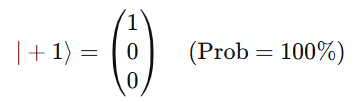 |+1⟩ = (1 0 0) (Prob = 100%)